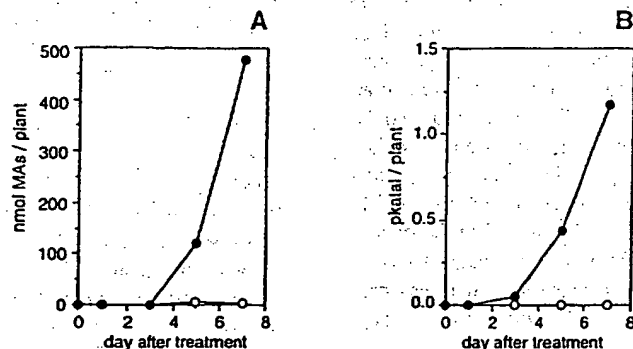 A
nmol MAs / plant
500
400
300
200
100
0
0 2 4 6 8
day after treatment
B
pkatal / plant
1.5
1.0
0.5
0.0
0 2 4 6 8
day after treatment